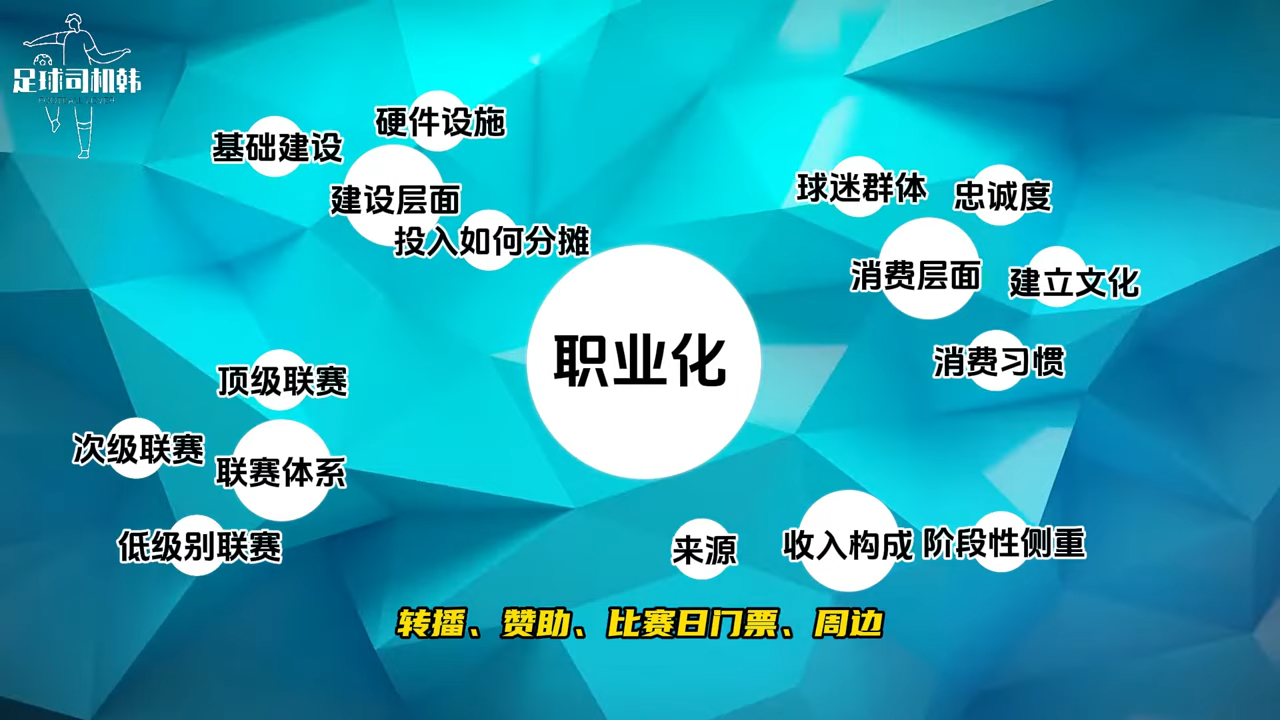 足球司机韩
硬件设施
基础建设
建设层面
投入如何分摊
球迷群体
忠诚度
消费层面
建立文化
消费习惯
职业化
顶级联赛
次级联赛
联赛体系
低级别联赛
来源
收入构成
阶段性侧重
转播、赞助、比赛日门票、周边